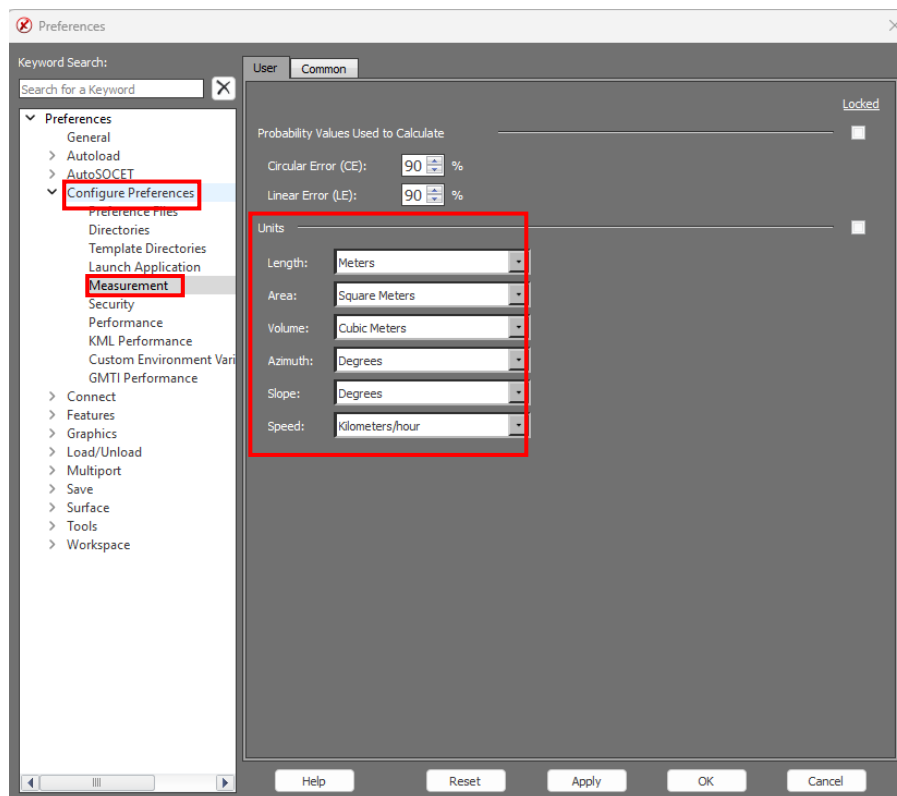 Preferences
Keyword Search:
Search for a Keyword
Preferences
General
Autoload
AutoSOCET
Configure Preferences
Preference Files
Directories
Template Directories
Launch Application
Measurement
Security
Performance
KML Performance
Custom Environment Vari
GMTI Performance
Connect
Features
Graphics
Load/Unload
Multiport
Save
Surface
Tools
Workspace
User Common
Locked
Probability Values Used to Calculate
Circular Error (CE): 90 %
Linear Error (LE): 90 %
Units
Length: Meters
Area: Square Meters
Volume: Cubic Meters
Azimuth: Degrees
Slope: Degrees
Speed: Kilometers/hour
Help Reset Apply OK Cancel